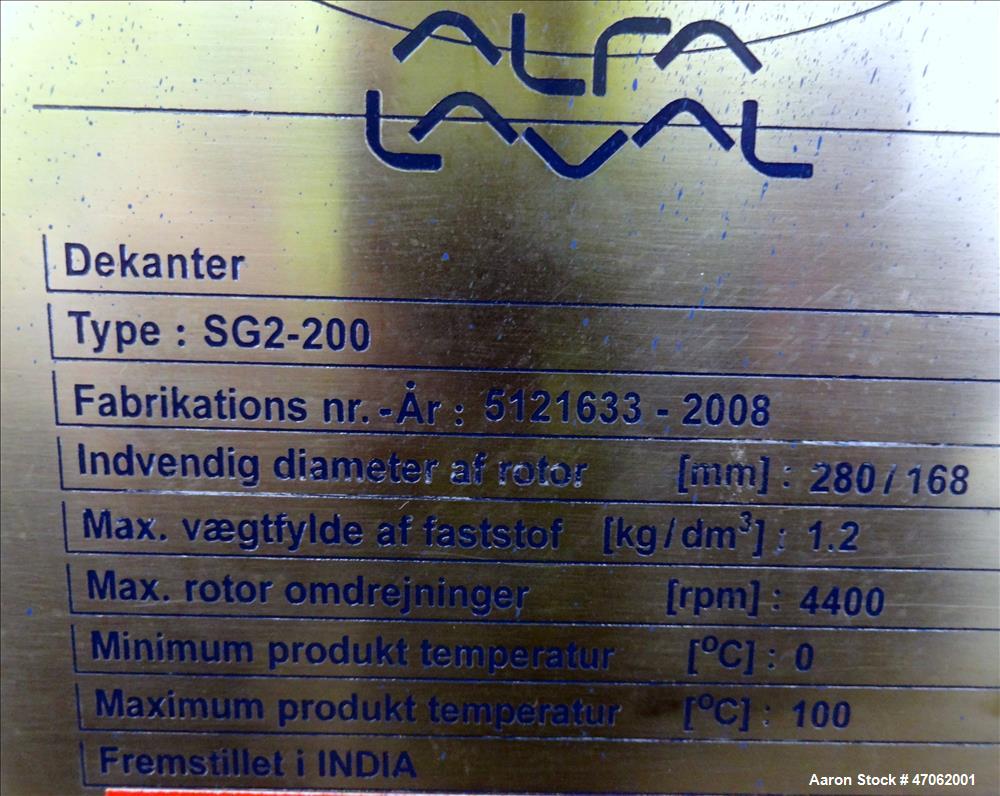 ALFA
LAVAL
Dekanter
Type : SG2-200
Fabrikations nr. -År : 5121633 - 2008
Indvendig diameter af rotor [mm] : 280 / 168
Max. vægtfylde af faststof [kg/dm³] : 1.2
Max. rotor omdrejninger [rpm] : 4400
Minimum produkt temperatur [°C] : 0
Maximum produkt temperatur [°C] : 100
Fremstillet i INDIA
Aaron Stock # 47062001